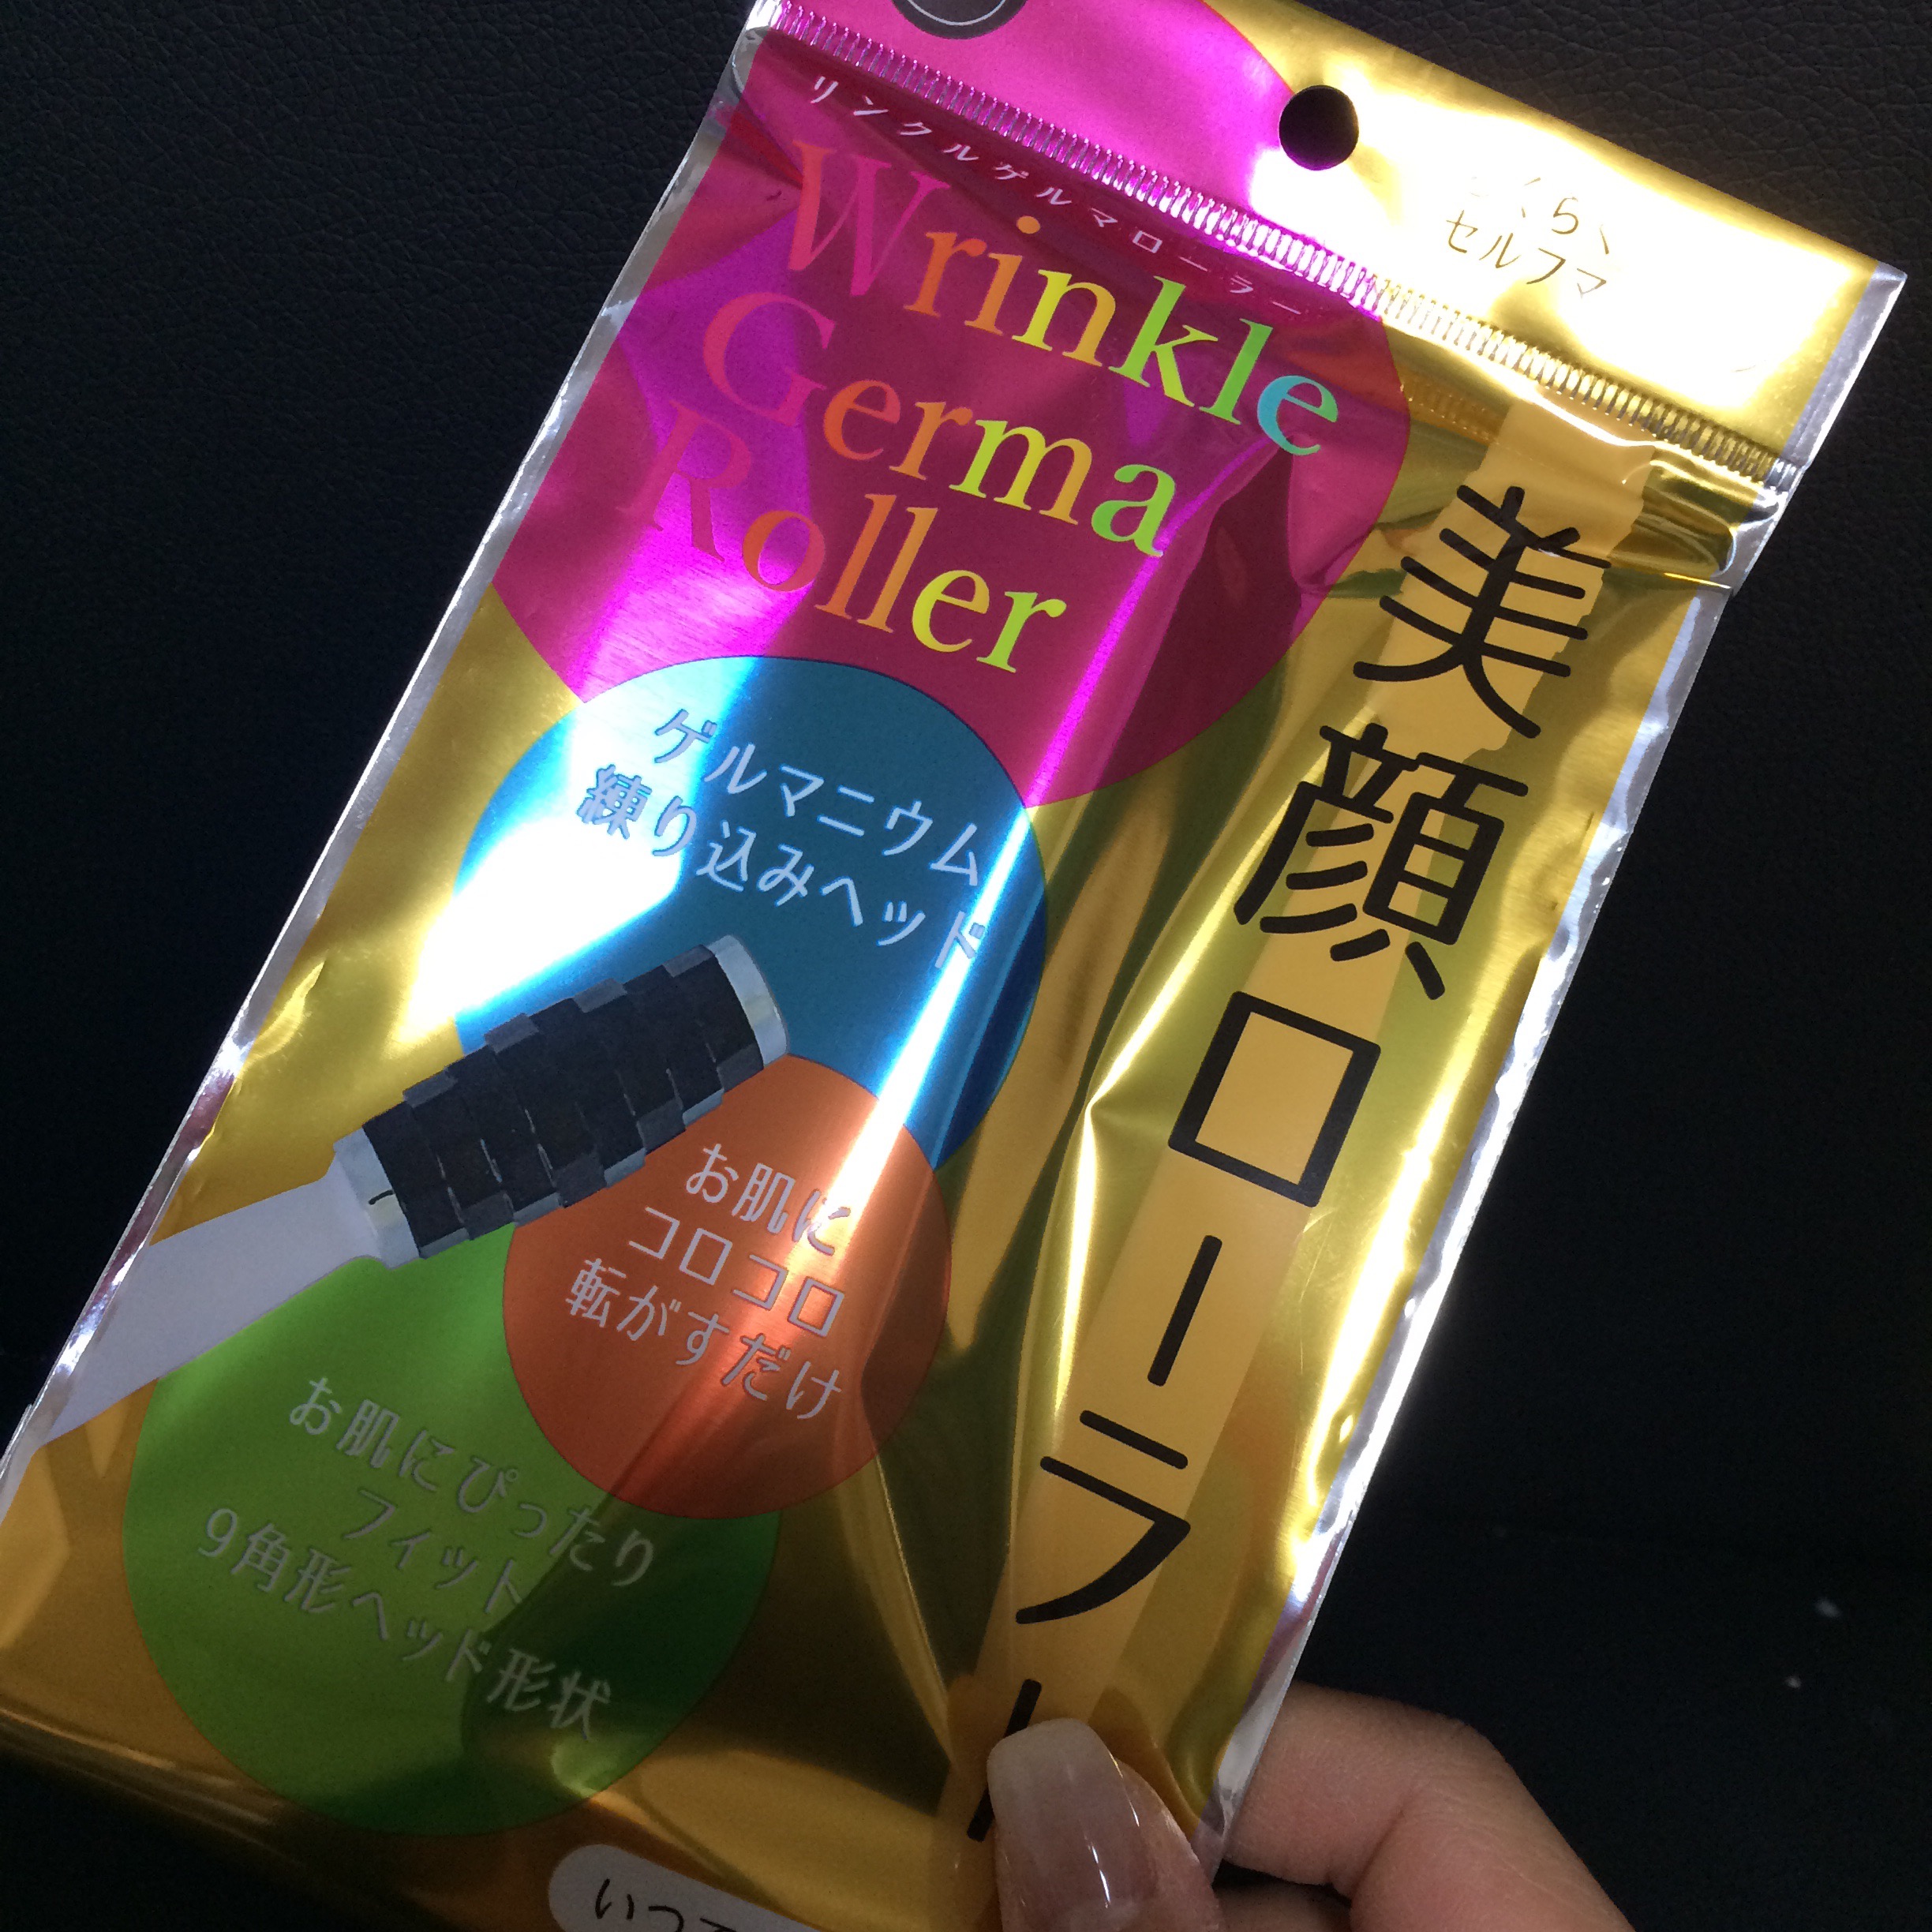 リンクルゲルマローラー
Wrinkle
Germa
Roller
セルフマ
美顔ローラー
ゲルマニウム
練り込みヘッド
お肌に
コロコロ
転がすだけ
お肌にぴったり
フィット
9角形ヘッド形状